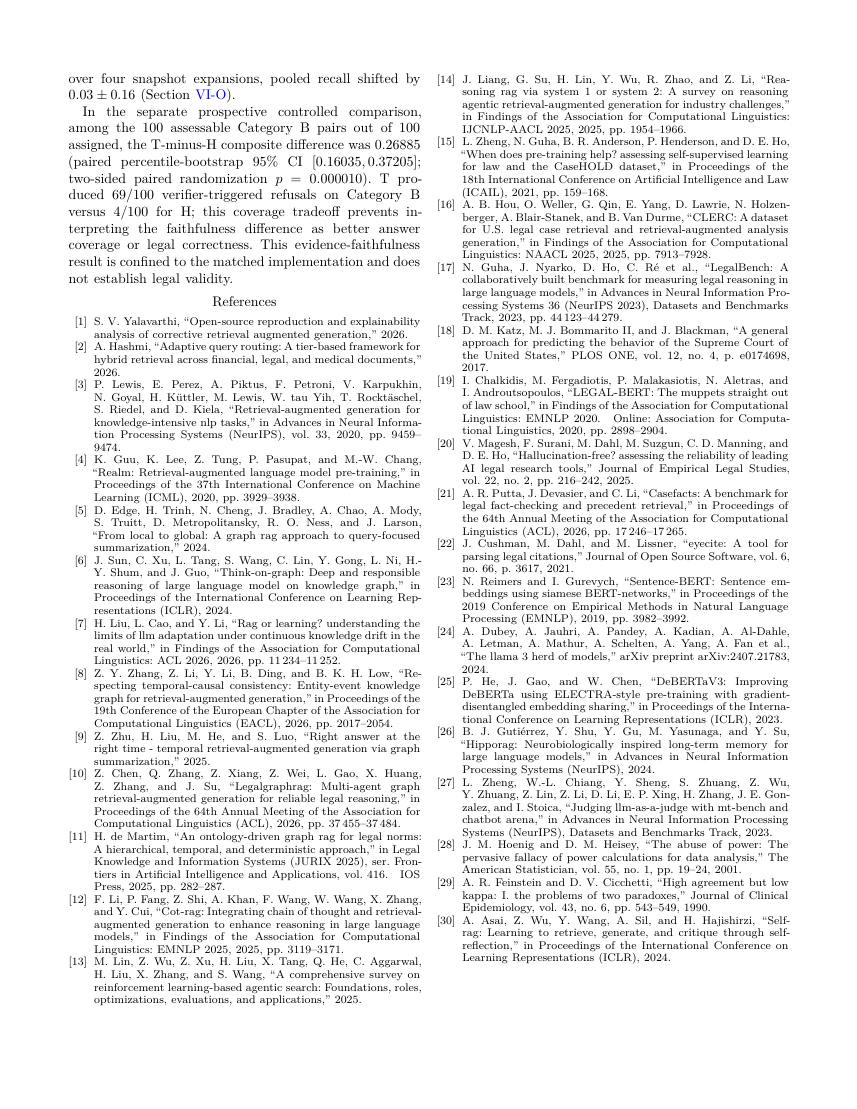 over four snapshot expansions, pooled recall shifted by
0.03 ± 0.16 (Section VI-O).
In the separate prospective controlled comparison,
among the 100 assessable Category B pairs out of 100
assigned, the T-minus-H composite difference was 0.26885
(paired percentile-bootstrap 95% CI [0.16035, 0.37205];
two-sided paired randomization p = 0.000010). T pro-
duced 69/100 verifier-triggered refusals on Category B
versus 4/100 for H; this coverage tradeoff prevents in-
terpreting the faithfulness difference as better answer
coverage or legal correctness. This evidence-faithfulness
result is confined to the matched implementation and does
not establish legal validity.
References
[1] S. V. Yalavarthi, “Open-source reproduction and explainability
analysis of corrective retrieval augmented generation,” 2026.
[2] A. Hashmi, “Adaptive query routing: A tier-based framework for
hybrid retrieval across financial, legal, and medical documents,”
2026.
[3] P. Lewis, E. Perez, A. Piktus, F. Petroni, V. Karpukhin,
N. Goyal, H. Küttler, M. Lewis, W. tau Yih, T. Rocktäschel,
S. Riedel, and D. Kiela, “Retrieval-augmented generation for
knowledge-intensive nlp tasks,” in Advances in Neural Informa-
tion Processing Systems (NeurIPS), vol. 33, 2020, pp. 9459–
9474.
[4] K. Guu, K. Lee, Z. Tung, P. Pasupat, and M.-W. Chang,
“Realm: Retrieval-augmented language model pre-training,” in
Proceedings of the 37th International Conference on Machine
Learning (ICML), 2020, pp. 3929–3938.
[5] D. Edge, H. Trinh, N. Cheng, J. Bradley, A. Chao, A. Mody,
S. Truitt, D. Metropolitansky, R. O. Ness, and J. Larson,
“From local to global: A graph rag approach to query-focused
summarization,” 2024.
[6] J. Sun, C. Xu, L. Tang, S. Wang, C. Lin, Y. Gong, L. Ni, H.-
Y. Shum, and J. Guo, “Think-on-graph: Deep and responsible
reasoning of large language model on knowledge graph,” in
Proceedings of the International Conference on Learning Rep-
resentations (ICLR), 2024.
[7] H. Liu, L. Cao, and Y. Li, “Rag or learning? understanding the
limits of llm adaptation under continuous knowledge drift in the
real world,” in Findings of the Association for Computational
Linguistics: ACL 2026, 2026, pp. 11 234–11 252.
[8] Z. Y. Zhang, Z. Li, Y. Li, B. Ding, and B. K. H. Low, “Re-
specting temporal-causal consistency: Entity-event knowledge
graph for retrieval-augmented generation,” in Proceedings of the
19th Conference of the European Chapter of the Association for
Computational Linguistics (EACL), 2026, pp. 2017–2054.
[9] Z. Zhu, H. Liu, M. He, and S. Luo, “Right answer at the
right time - temporal retrieval-augmented generation via graph
summarization,” 2025.
[10] Z. Chen, Q. Zhang, Z. Xiang, Z. Wei, L. Gao, X. Huang,
Z. Zhang, and J. Su, “Legalgraphrag: Multi-agent graph
retrieval-augmented generation for reliable legal reasoning,” in
Proceedings of the 64th Annual Meeting of the Association for
Computational Linguistics (ACL), 2026, pp. 37 455–37 484.
[11] H. de Martim, “An ontology-driven graph rag for legal norms:
A hierarchical, temporal, and deterministic approach,” in Legal
Knowledge and Information Systems (JURIX 2025), ser. Fron-
tiers in Artificial Intelligence and Applications, vol. 416. IOS
Press, 2025, pp. 282–287.
[12] F. Li, P. Fang, Z. Shi, A. Khan, F. Wang, W. Wang, X. Zhang,
and Y. Cui, “Cot-rag: Integrating chain of thought and retrieval-
augmented generation to enhance reasoning in large language
models,” in Findings of the Association for Computational
Linguistics: EMNLP 2025, 2025, pp. 3119–3171.
[13] M. Lin, Z. Wu, Z. Xu, H. Liu, X. Tang, Q. He, C. Aggarwal,
H. Liu, X. Zhang, and S. Wang, “A comprehensive survey on
reinforcement learning-based agentic search: Foundations, roles,
optimizations, evaluations, and applications,” 2025.
[14] J. Liang, G. Su, H. Lin, Y. Wu, R. Zhao, and Z. Li, “Rea-
soning rag via system 1 or system 2: A survey on reasoning
agentic retrieval-augmented generation for industry challenges,”
in Findings of the Association for Computational Linguistics:
IJCNLP-AACL 2025, 2025, pp. 1954–1966.
[15] L. Zheng, N. Guha, B. R. Anderson, P. Henderson, and D. E. Ho,
“When does pre-training help? assessing self-supervised learning
for law and the CaseHOLD dataset,” in Proceedings of the
18th International Conference on Artificial Intelligence and Law
(ICAIL), 2021, pp. 159–168.
[16] A. B. Hou, O. Weller, G. Qin, E. Yang, D. Lawrie, N. Holzen-
berger, A. Blair-Stanek, and B. Van Durme, “CLERC: A dataset
for U.S. legal case retrieval and retrieval-augmented analysis
generation,” in Findings of the Association for Computational
Linguistics: NAACL 2025, 2025, pp. 7913–7928.
[17] N. Guha, J. Nyarko, D. Ho, C. Ré et al., “LegalBench: A
collaboratively built benchmark for measuring legal reasoning in
large language models,” in Advances in Neural Information Pro-
cessing Systems 36 (NeurIPS 2023), Datasets and Benchmarks
Track, 2023, pp. 44 123–44 279.
[18] D. M. Katz, M. J. Bommarito II, and J. Blackman, “A general
approach for predicting the behavior of the Supreme Court of
the United States,” PLOS ONE, vol. 12, no. 4, p. e0174698,
2017.
[19] I. Chalkidis, M. Fergadiotis, P. Malakasiotis, N. Aletras, and
I. Androutsopoulos, “LEGAL-BERT: The muppets straight out
of law school,” in Findings of the Association for Computational
Linguistics: EMNLP 2020. Online: Association for Computa-
tional Linguistics, 2020, pp. 2898–2904.
[20] V. Magesh, F. Surani, M. Dahl, M. Suzgun, C. D. Manning, and
D. E. Ho, “Hallucination-free? assessing the reliability of leading
AI legal research tools,” Journal of Empirical Legal Studies,
vol. 22, no. 2, pp. 216–242, 2025.
[21] A. R. Putta, J. Devasier, and C. Li, “Casefacts: A benchmark for
legal fact-checking and precedent retrieval,” in Proceedings of
the 64th Annual Meeting of the Association for Computational
Linguistics (ACL), 2026, pp. 17 246–17 265.
[22] J. Cushman, M. Dahl, and M. Lissner, “eyecite: A tool for
parsing legal citations,” Journal of Open Source Software, vol. 6,
no. 66, p. 3617, 2021.
[23] N. Reimers and I. Gurevych, “Sentence-BERT: Sentence em-
beddings using siamese BERT-networks,” in Proceedings of the
2019 Conference on Empirical Methods in Natural Language
Processing (EMNLP), 2019, pp. 3982–3992.
[24] A. Dubey, A. Jauhri, A. Pandey, A. Kadian, A. Al-Dahle,
A. Letman, A. Mathur, A. Schelten, A. Yang, A. Fan et al.,
“The llama 3 herd of models,” arXiv preprint arXiv:2407.21783,
2024.
[25] P. He, J. Gao, and W. Chen, “DeBERTaV3: Improving
DeBERTa using ELECTRA-style pre-training with gradient-
disentangled embedding sharing,” in Proceedings of the Interna-
tional Conference on Learning Representations (ICLR), 2023.
[26] B. J. Gutiérrez, Y. Shu, Y. Gu, M. Yasunaga, and Y. Su,
“Hipporag: Neurobiologically inspired long-term memory for
large language models,” in Advances in Neural Information
Processing Systems (NeurIPS), 2024.
[27] L. Zheng, W.-L. Chiang, Y. Sheng, S. Zhuang, Z. Wu,
Y. Zhuang, Z. Lin, Z. Li, D. Li, E. P. Xing, H. Zhang, J. E. Gon-
zalez, and I. Stoica, “Judging llm-as-a-judge with mt-bench and
chatbot arena,” in Advances in Neural Information Processing
Systems (NeurIPS), Datasets and Benchmarks Track, 2023.
[28] J. M. Hoenig and D. M. Heisey, “The abuse of power: The
pervasive fallacy of power calculations for data analysis,” The
American Statistician, vol. 55, no. 1, pp. 19–24, 2001.
[29] A. R. Feinstein and D. V. Cicchetti, “High agreement but low
kappa: I. the problems of two paradoxes,” Journal of Clinical
Epidemiology, vol. 43, no. 6, pp. 543–549, 1990.
[30] A. Asai, Z. Wu, Y. Wang, A. Sil, and H. Hajishirzi, “Self-
rag: Learning to retrieve, generate, and critique through self-
reflection,” in Proceedings of the International Conference on
Learning Representations (ICLR), 2024.